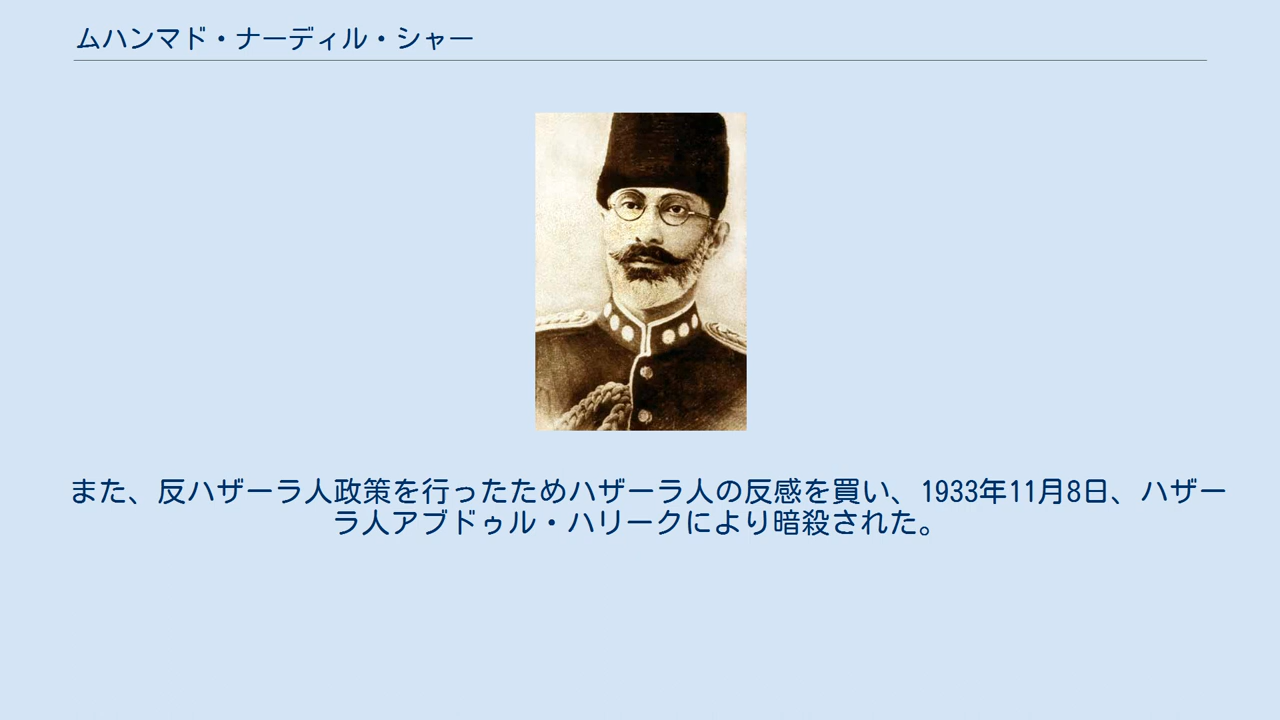 ムハンマド・ナーディル・シャー
また、反ハザーラ人政策を行ったためハザーラ人の反感を買い、1933年11月8日、ハザー
ラ人アブドゥル・ハリークにより暗殺された。